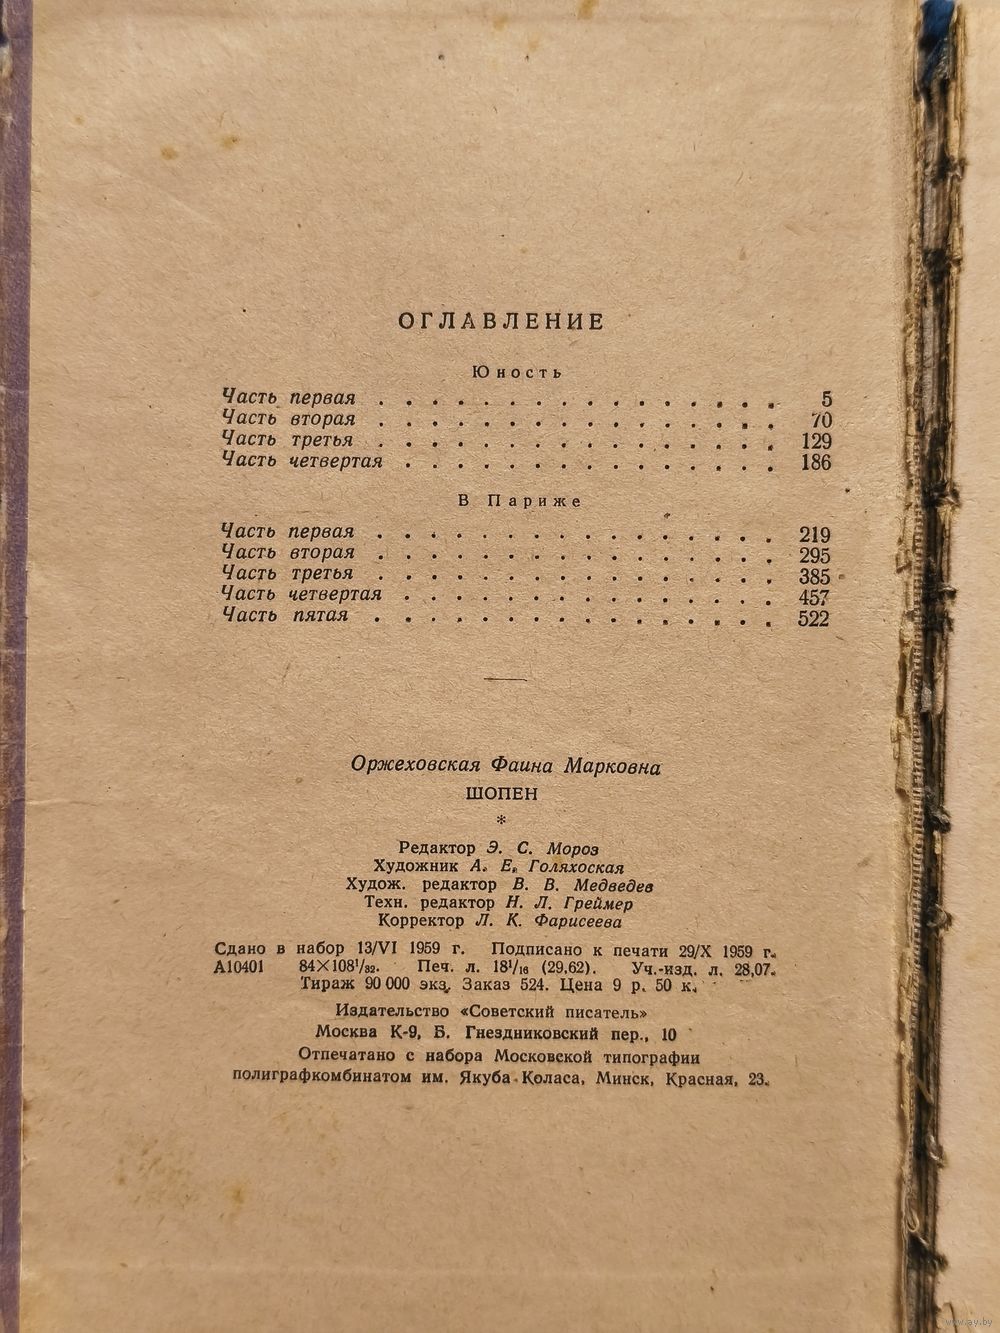 ОГЛАВЛЕНИЕ
Юность
Часть первая . . . . . . . . . . . . . . . . 5
Часть вторая . . . . . . . . . . . . . . . . 70
Часть третья . . . . . . . . . . . . . . . . 129
Часть четвертая . . . . . . . . . . . . . . . 186
В Париже
Часть первая . . . . . . . . . . . . . . . . 219
Часть вторая . . . . . . . . . . . . . . . . 295
Часть третья . . . . . . . . . . . . . . . . 385
Часть четвертая . . . . . . . . . . . . . . . 457
Часть пятая . . . . . . . . . . . . . . . . 522
Оржеховская Фаина Марковна
ШОПЕН
*
Редактор Э. С. Мороз
Художник А. Е. Голяхоская
Худож. редактор В. В. Медведев
Техн. редактор Н. Л. Греймер
Корректор Л. К. Фарисеева
Сдано в набор 13/VI 1959 г. Подписано к печати 29/X 1959 г.
А10401 84×108¹/₃₂. Печ. л. 18¹/₁₆ (29,62). Уч.-изд. л. 28,07.
Тираж 90 000 экз. Заказ 524. Цена 9 р. 50 к.
Издательство «Советский писатель»
Москва К-9, Б. Гнездниковский пер., 10
Отпечатано с набора Московской типографии
полиграфкомбинатом им. Якуба Коласа, Минск, Красная, 23.
www.ay.by